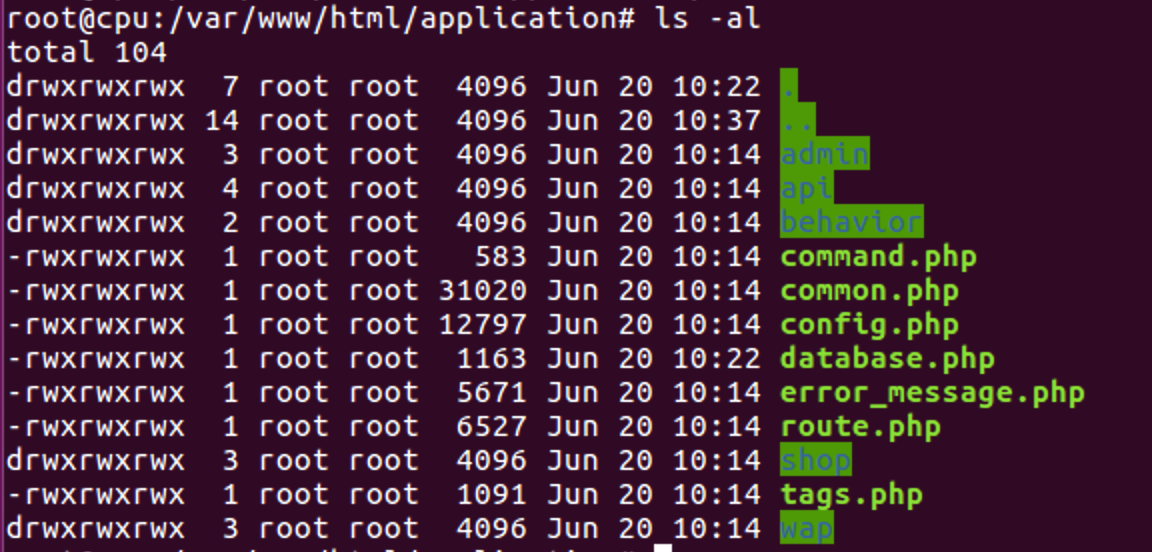 root@cpu:/var/www/html/application# ls -al
total 104
drwxrwxrwx  7 root root  4096 Jun 20 10:22 .
drwxrwxrwx 14 root root  4096 Jun 20 10:37 ..
drwxrwxrwx  3 root root  4096 Jun 20 10:14 admin
drwxrwxrwx  4 root root  4096 Jun 20 10:14 api
drwxrwxrwx  2 root root  4096 Jun 20 10:14 behavior
-rwxrwxrwx  1 root root   583 Jun 20 10:14 command.php
-rwxrwxrwx  1 root root 31020 Jun 20 10:14 common.php
-rwxrwxrwx  1 root root 12797 Jun 20 10:14 config.php
-rwxrwxrwx  1 root root  1163 Jun 20 10:22 database.php
-rwxrwxrwx  1 root root  5671 Jun 20 10:14 error_message.php
-rwxrwxrwx  1 root root  6527 Jun 20 10:14 route.php
drwxrwxrwx  3 root root  4096 Jun 20 10:14 shop
-rwxrwxrwx  1 root root  1091 Jun 20 10:14 tags.php
drwxrwxrwx  3 root root  4096 Jun 20 10:14 wap